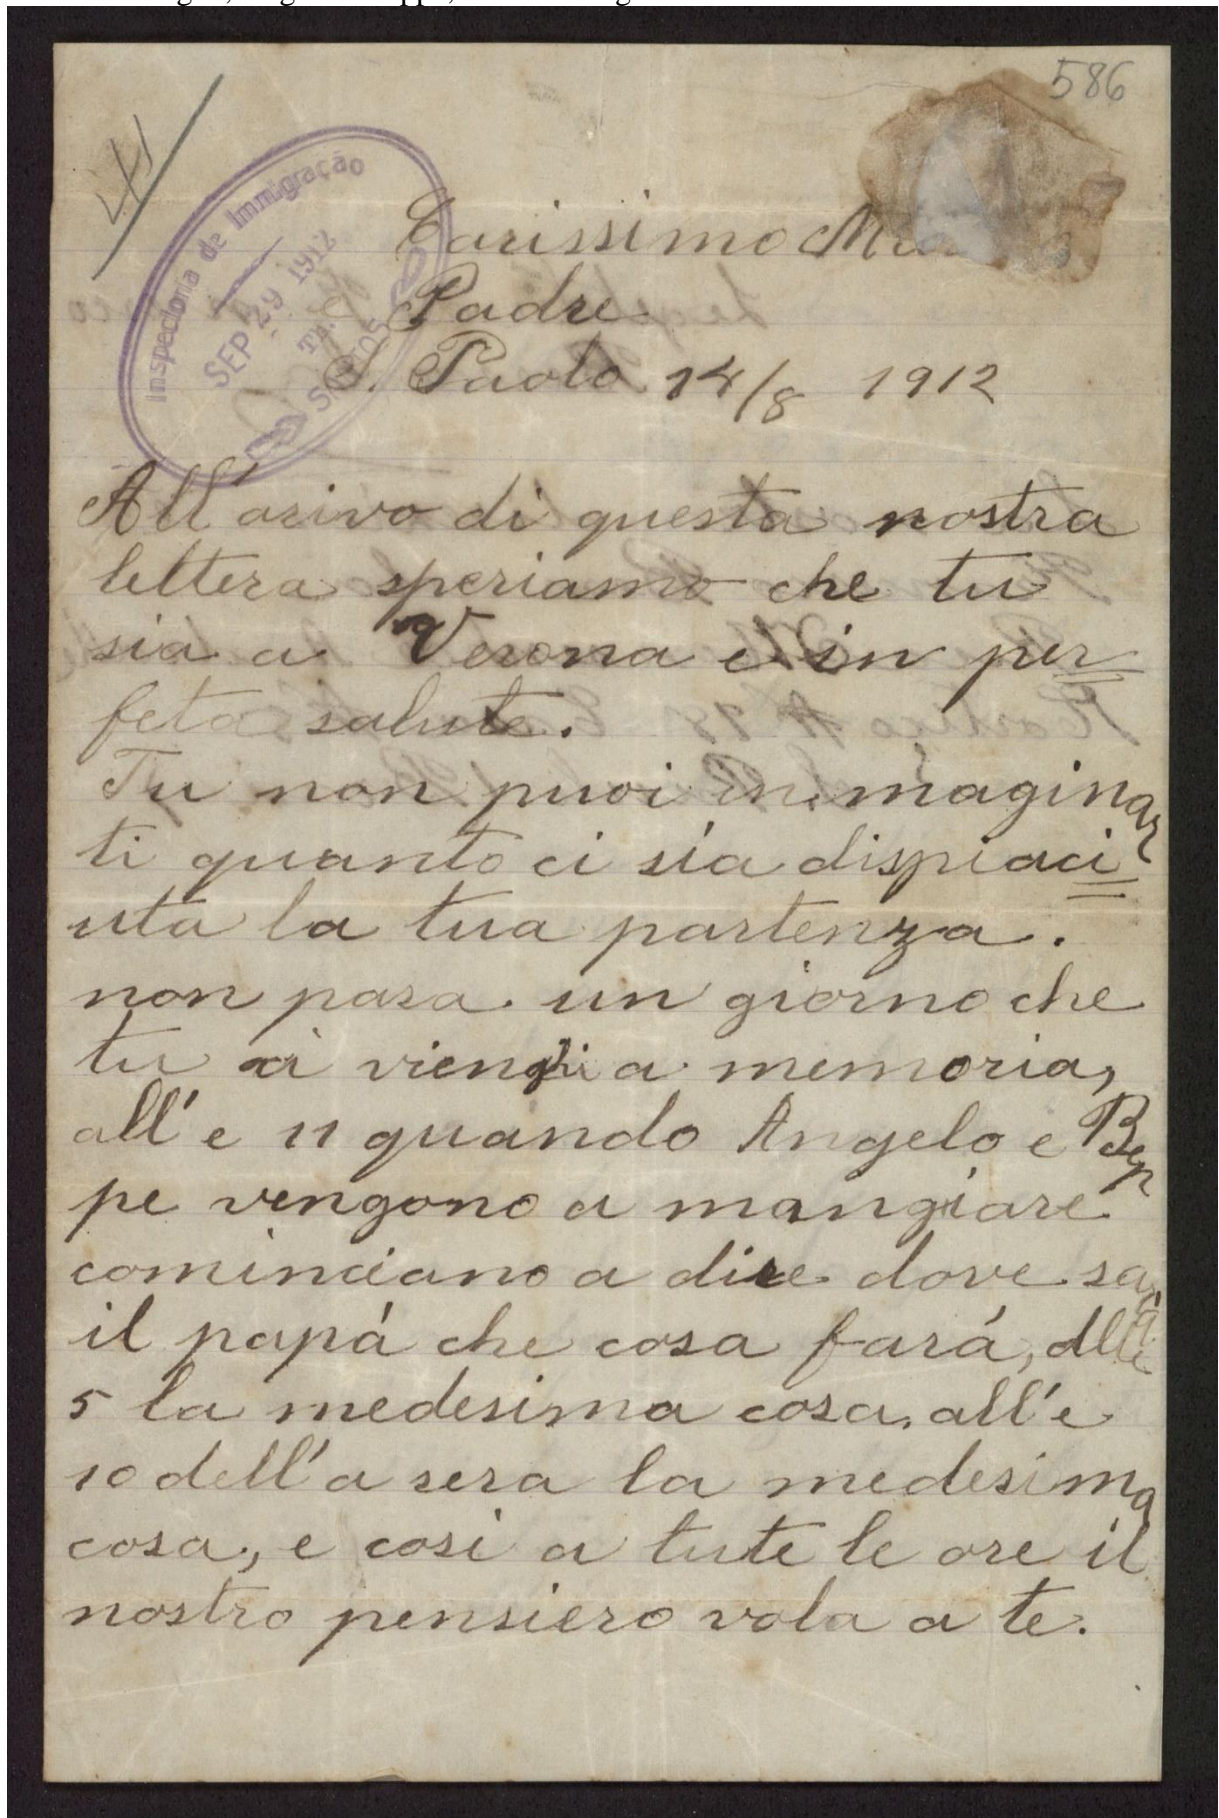 586
Inspectoria de Immigração
SEP 29 1912
SANTOS
Carissimo
Padre
S. Paolo 14/8 1912
All'arivo di questa nostra
lettera speriamo che tu
sia a Verona e in per
feta salute.
Tu non puoi immaginar
ti quanto ci sia dispiaci
uta la tua partenza.
non pasa un giorno che
tu ci vienghi a memoria,
all'e 11 quando Angelo e Bep
pe vengono a mangiare
cominciano a dire dove sará
il papá che cosa fará, alle
5 la medesima cosa, all'e
10 dell'a sera la medesima
cosa, e cosi a tute le ore il
nostro pensiero vola a te.